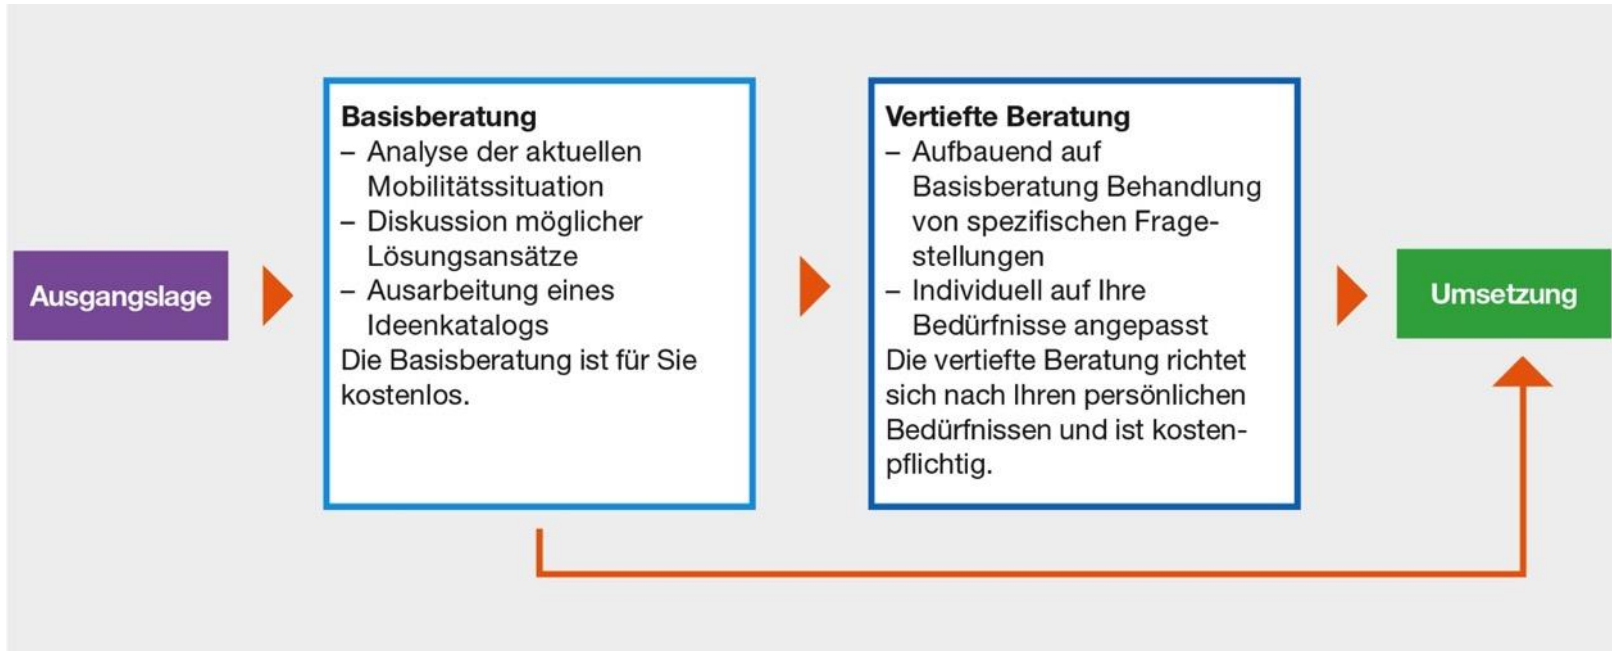 Ausgangslage
Basisberatung
– Analyse der aktuellen
Mobilitätssituation
– Diskussion möglicher
Lösungsansätze
– Ausarbeitung eines
Ideenkatalogs
Die Basisberatung ist für Sie
kostenlos.
Vertiefte Beratung
– Aufbauend auf
Basisberatung Behandlung
von spezifischen Frage-
stellungen
– Individuell auf Ihre
Bedürfnisse angepasst
Die vertiefte Beratung richtet
sich nach Ihren persönlichen
Bedürfnissen und ist kosten-
pflichtig.
Umsetzung